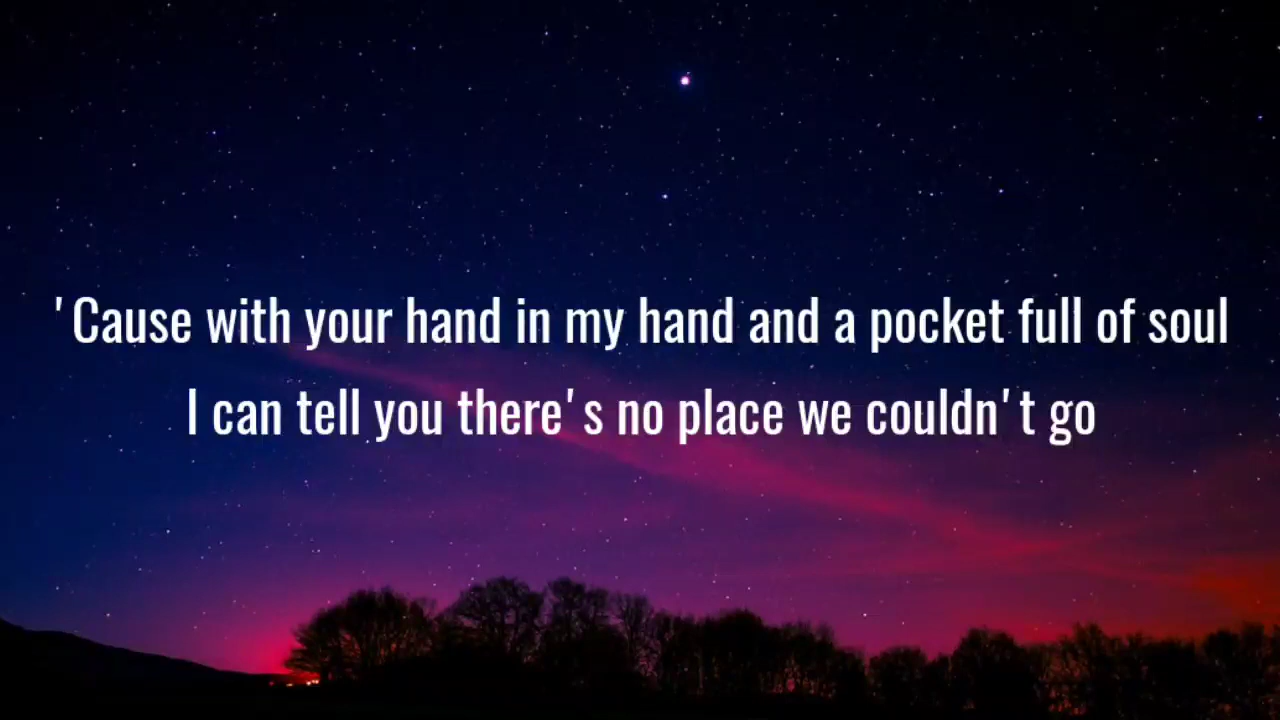 'Cause with your hand in my hand and a pocket full of soul
I can tell you there's no place we couldn't go